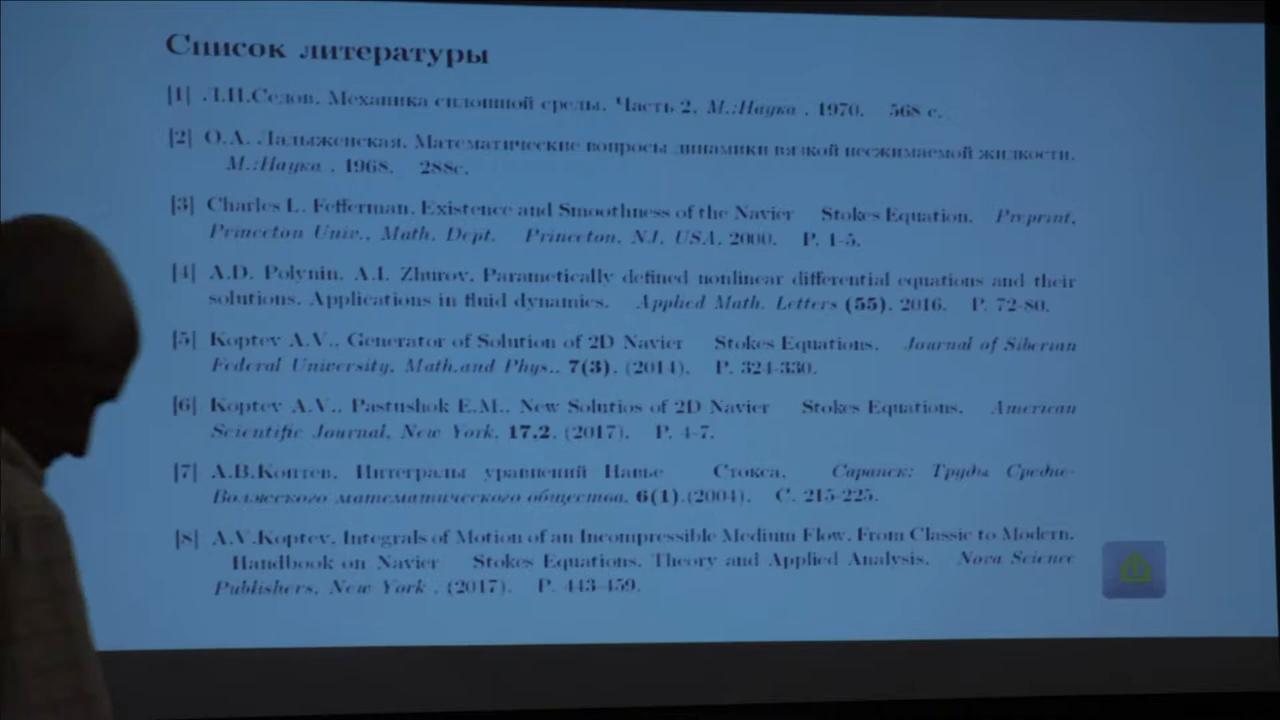 Список литературы
[1] Л.И.Седов. Механика сплошной среды. Часть 2. М.:Наука . 1970. 568 с.
[2] О.А. Ладыженская. Математические вопросы динамики вязкой несжимаемой жидкости.
М.:Наука . 1968. 288с.
[3] Charles L. Fefferman. Existence and Smoothness of the Navier Stokes Equation. Preprint,
Princeton Univ., Math. Dept. Princeton, NJ, USA. 2000. P. 1-5.
[4] A.D. Polynin, A.I. Zhurov. Parametically defined nonlinear differential equations and their
solutions. Applications in fluid dynamics. Applied Math. Letters (55). 2016. P. 72-80.
[5] Koptev A.V., Generator of Solution of 2D Navier Stokes Equations. Journal of Siberian
Federal University. Math.and Phys.. 7(3). (2014). P. 324-330.
[6] Koptev A.V., Pastushok E.M., New Solutios of 2D Navier Stokes Equations. American
Scientific Journal, New York. 17.2. (2017). P. 4-7.
[7] А.В.Коптев. Интегралы уравнений Навье Стокса. Саранск: Труды Средне-
Волжского математического общества. 6(1).(2004). С. 215-225.
[8] A.V.Koptev. Integrals of Motion of an Incompressible Medium Flow. From Classic to Modern.
Handbook on Navier Stokes Equations. Theory and Applied Analysis. Nova Science
Publishers, New York . (2017). P. 443-459.